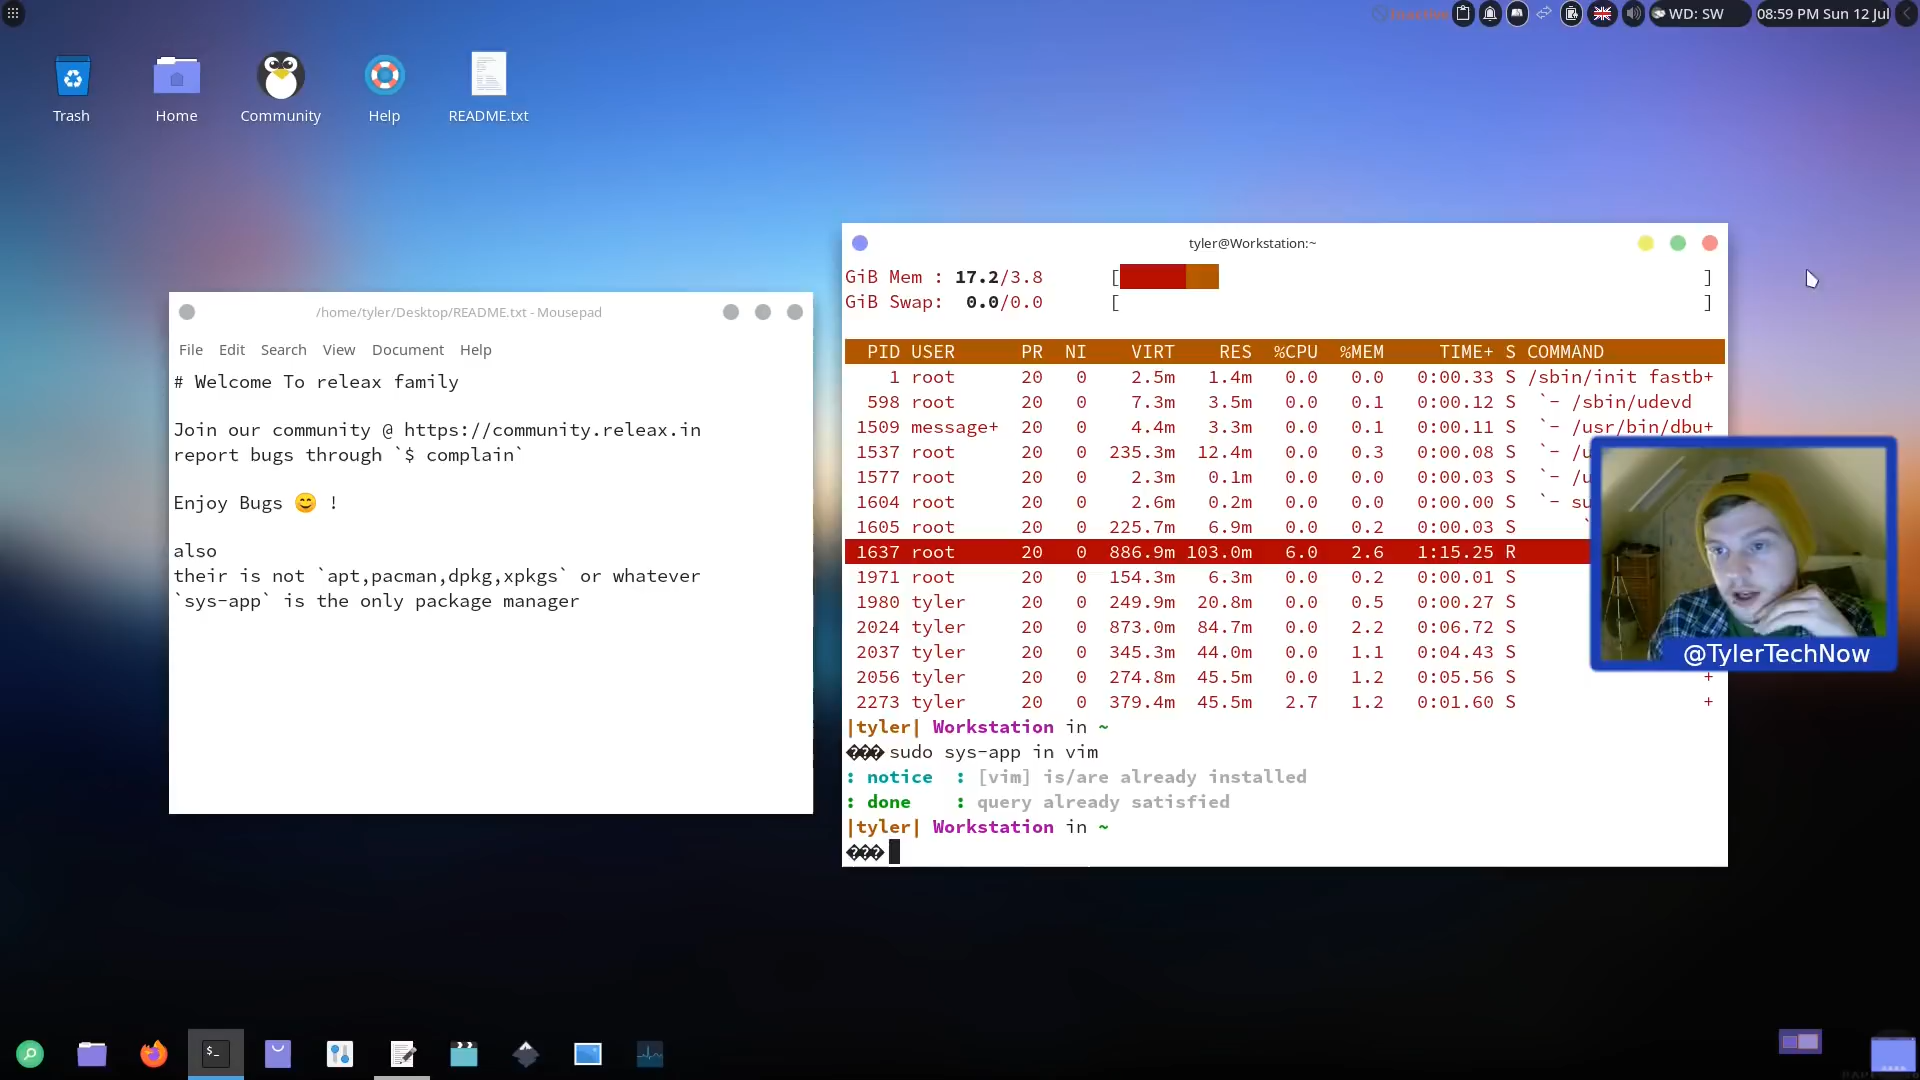 WD: SW
08:59 PM Sun 12 Jul
Trash
Home
Community
Help
README.txt
/home/tyler/Desktop/README.txt - Mousepad
File Edit Search View Document Help
# Welcome To releax family
Join our community @ https://community.releax.in
report bugs through `$ complain`
Enjoy Bugs 😊 !
also
their is not `apt,pacman,dpkg,xpkgs` or whatever
`sys-app` is the only package manager
tyler@Workstation:~
GiB Mem : 17.2/3.8 [ ]
GiB Swap: 0.0/0.0 [ ]
PID USER PR NI VIRT RES %CPU %MEM TIME+ S COMMAND
1 root 20 0 2.5m 1.4m 0.0 0.0 0:00.33 S /sbin/init fastb+
598 root 20 0 7.3m 3.5m 0.0 0.1 0:00.12 S `- /sbin/udevd
1509 message+ 20 0 4.4m 3.3m 0.0 0.1 0:00.11 S `- /usr/bin/dbu+
1537 root 20 0 235.3m 12.4m 0.0 0.3 0:00.08 S `- /u
1577 root 20 0 2.3m 0.1m 0.0 0.0 0:00.03 S `- /u
1604 root 20 0 2.6m 0.2m 0.0 0.0 0:00.00 S `- su
1605 root 20 0 225.7m 6.9m 0.0 0.2 0:00.03 S `
1637 root 20 0 886.9m 103.0m 6.0 2.6 1:15.25 R
1971 root 20 0 154.3m 6.3m 0.0 0.2 0:00.01 S
1980 tyler 20 0 249.9m 20.8m 0.0 0.5 0:00.27 S
2024 tyler 20 0 873.0m 84.7m 0.0 2.2 0:06.72 S
2037 tyler 20 0 345.3m 44.0m 0.0 1.1 0:04.43 S
2056 tyler 20 0 274.8m 45.5m 0.0 1.2 0:05.56 S +
2273 tyler 20 0 379.4m 45.5m 2.7 1.2 0:01.60 S +
|tyler| Workstation in ~
��� sudo sys-app in vim
: notice : [vim] is/are already installed
: done : query already satisfied
|tyler| Workstation in ~
���
@TylerTechNow